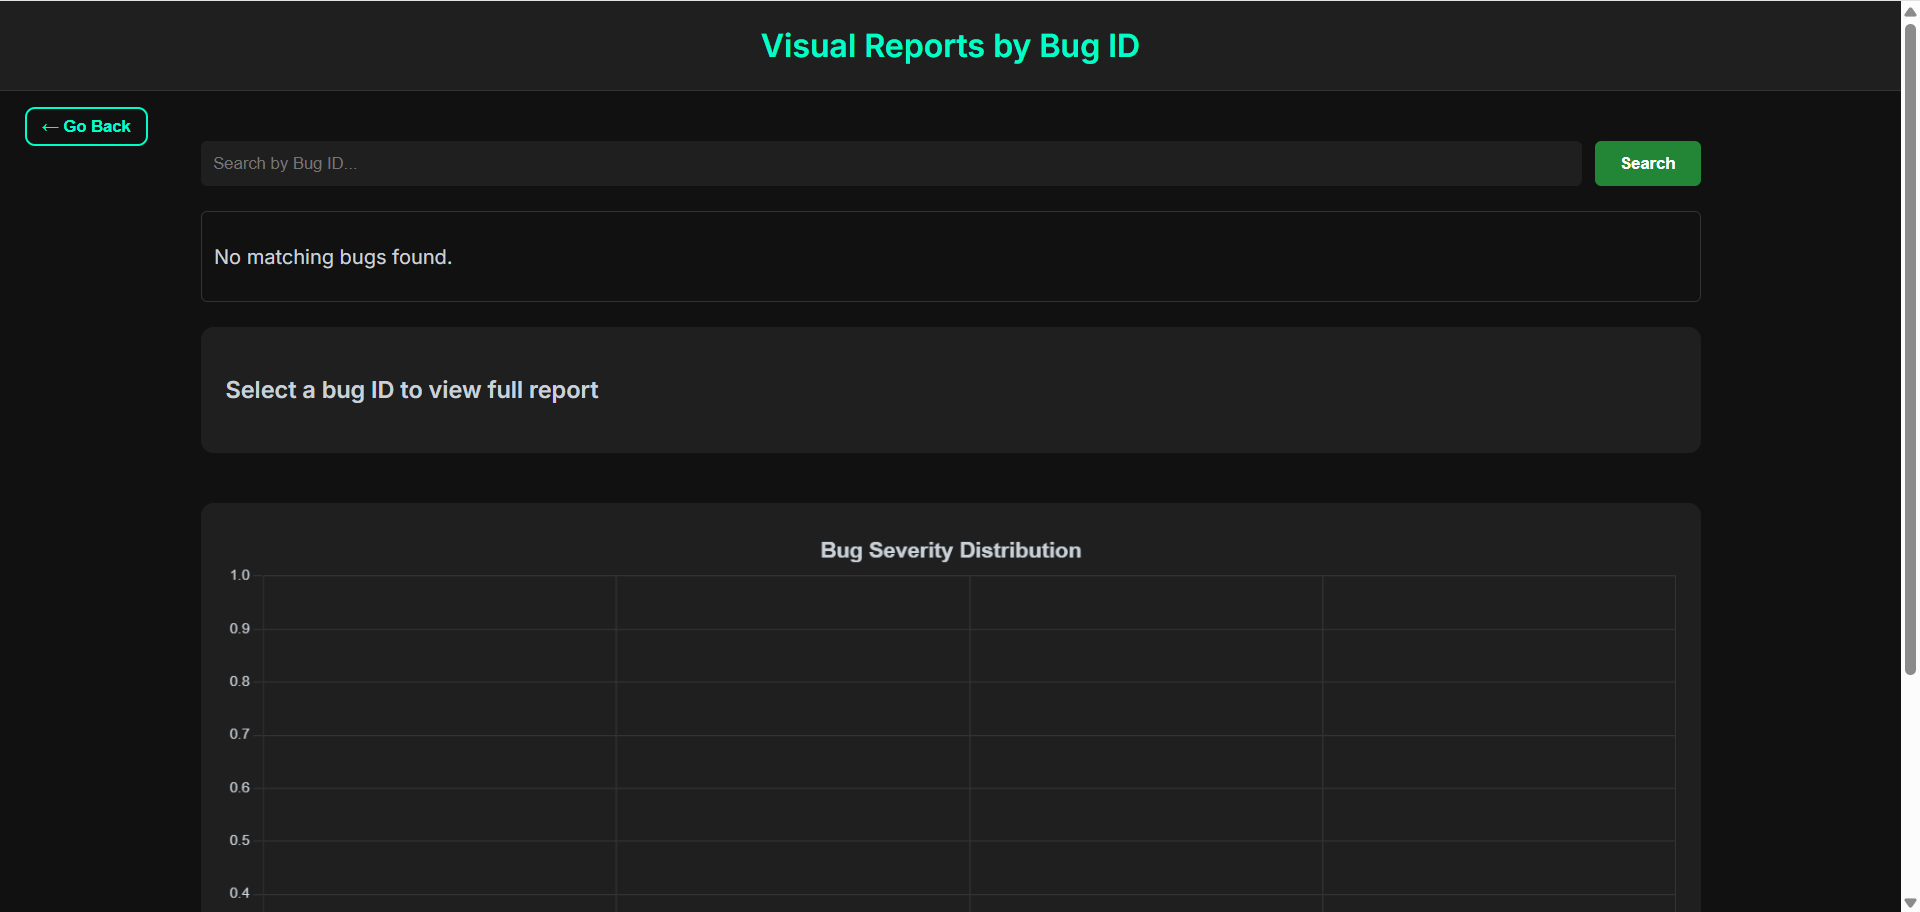 Visual Reports by Bug ID
← Go Back
Search by Bug ID...
Search
No matching bugs found.
Select a bug ID to view full report
Bug Severity Distribution
1.0
0.9
0.8
0.7
0.6
0.5
0.4